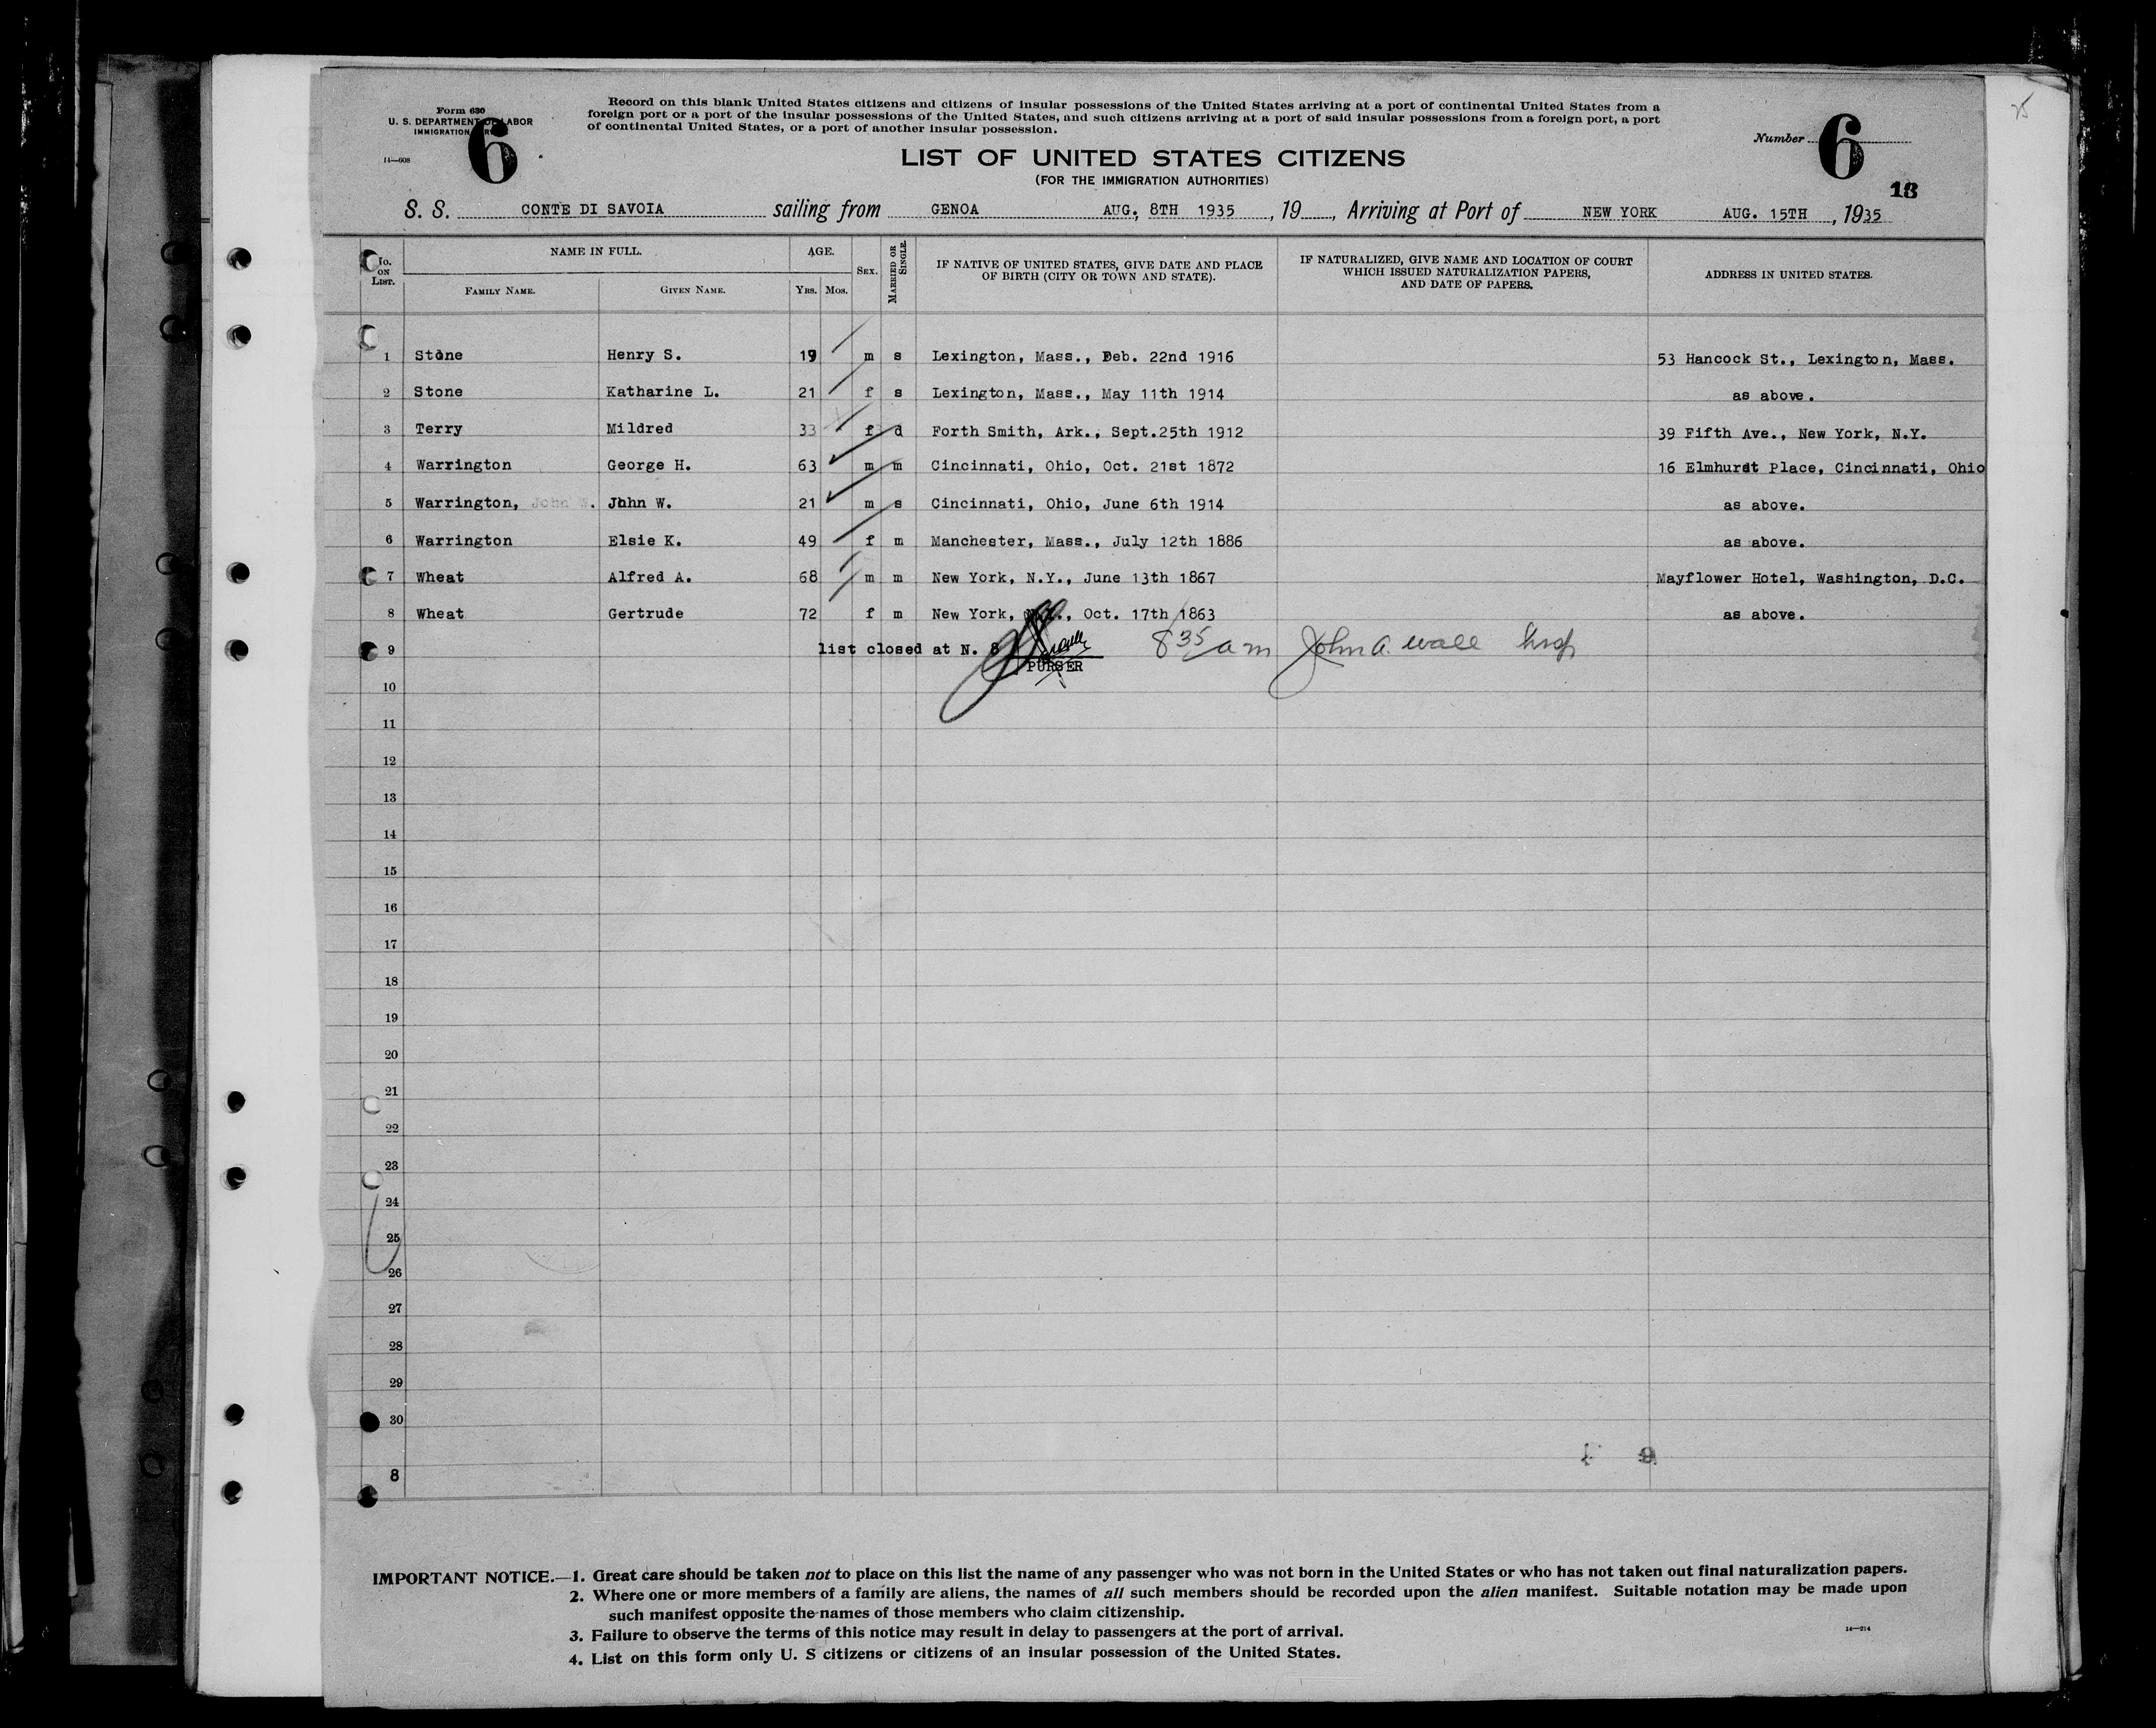 Form 630
U. S. DEPARTMENT OF LABOR
IMMIGRATION
14—608
6
Record on this blank United States citizens and citizens of insular possessions of the United States arriving at a port of continental United States from a
foreign port or a port of the insular possessions of the United States, and such citizens arriving at a port of said insular possessions from a foreign port, a port
of continental United States, or a port of another insular possession.
Number 6
13
LIST OF UNITED STATES CITIZENS
(FOR THE IMMIGRATION AUTHORITIES)
S. S. CONTE DI SAVOIA sailing from GENOA AUG, 8TH 1935, 19, Arriving at Port of NEW YORK AUG. 15TH, 1935
No. ON LIST. NAME IN FULL. AGE. SEX. MARRIED OR SINGLE. IF NATIVE OF UNITED STATES, GIVE DATE AND PLACE OF BIRTH (CITY OR TOWN AND STATE). IF NATURALIZED, GIVE NAME AND LOCATION OF COURT WHICH ISSUED NATURALIZATION PAPERS, AND DATE OF PAPERS. ADDRESS IN UNITED STATES.
FAMILY NAME. GIVEN NAME. YRS. MOS.
1 Stone Henry S. 19 m s Lexington, Mass., Feb. 22nd 1916 53 Hancock St., Lexington, Mass.
2 Stone Katharine L. 21 f s Lexington, Mass., May 11th 1914 as above.
3 Terry Mildred 33 f d Forth Smith, Ark., Sept.25th 1912 39 Fifth Ave., New York, N.Y.
4 Warrington George H. 63 m m Cincinnati, Ohio, Oct. 21st 1872 16 Elmhurst Place, Cincinnati, Ohio
5 Warrington, John W. John W. 21 m s Cincinnati, Ohio, June 6th 1914 as above.
6 Warrington Elsie K. 49 f m Manchester, Mass., July 12th 1886 as above.
7 Wheat Alfred A. 68 m m New York, N.Y., June 13th 1867 Mayflower Hotel, Washington, D.C.
8 Wheat Gertrude 72 f m New York, N.Y., Oct. 17th 1863 as above.
9 list closed at N. 8 8 35 am John A. Wall Insp
PURSER
10
11
12
13
14
15
16
17
18
19
20
21
22
23
24
25
26
27
28
29
30
8
IMPORTANT NOTICE.—1. Great care should be taken not to place on this list the name of any passenger who was not born in the United States or who has not taken out final naturalization papers.
2. Where one or more members of a family are aliens, the names of all such members should be recorded upon the alien manifest. Suitable notation may be made upon
such manifest opposite the names of those members who claim citizenship.
3. Failure to observe the terms of this notice may result in delay to passengers at the port of arrival.
14—214
4. List on this form only U. S citizens or citizens of an insular possession of the United States.